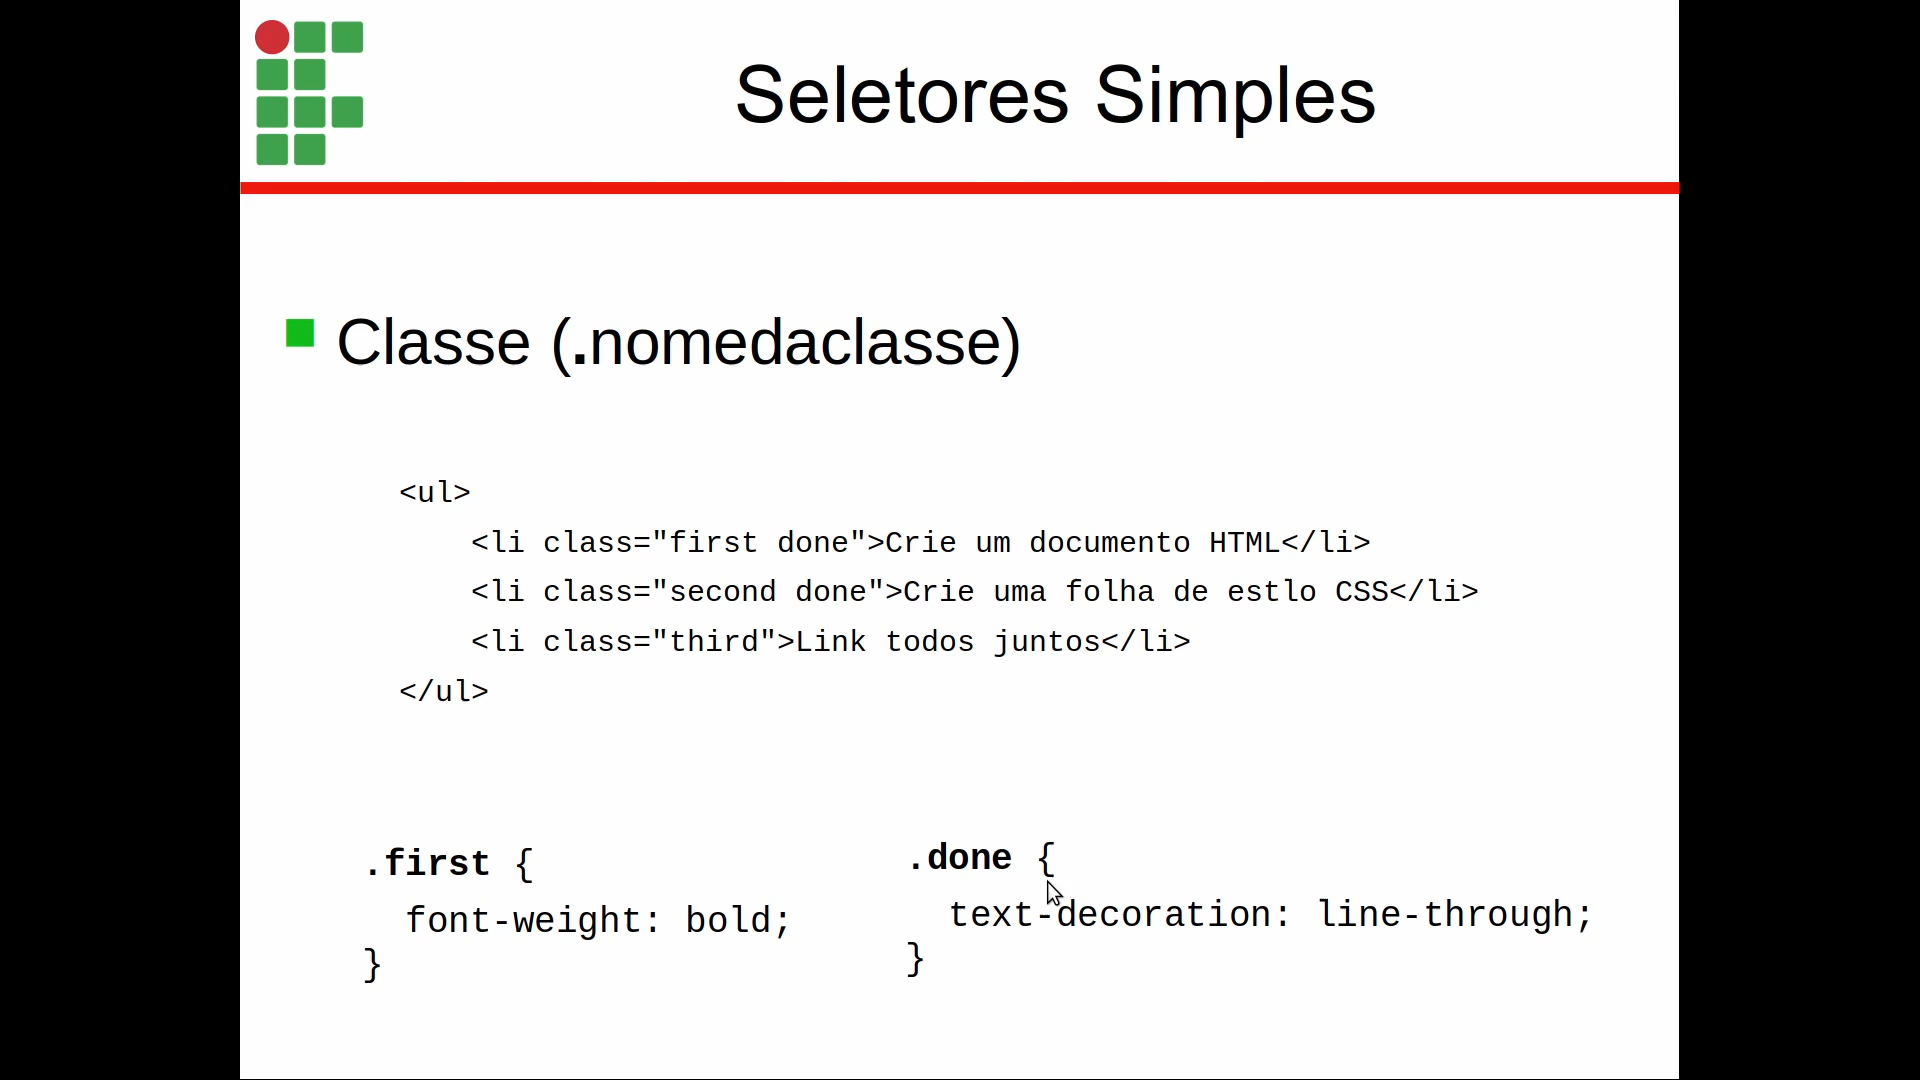 Seletores Simples
Classe (.nomedaclasse)
<ul>
<li class="first done">Crie um documento HTML</li>
<li class="second done">Crie uma folha de estlo CSS</li>
<li class="third">Link todos juntos</li>
</ul>
.first {
font-weight: bold;
}
.done {
text-decoration: line-through;
}